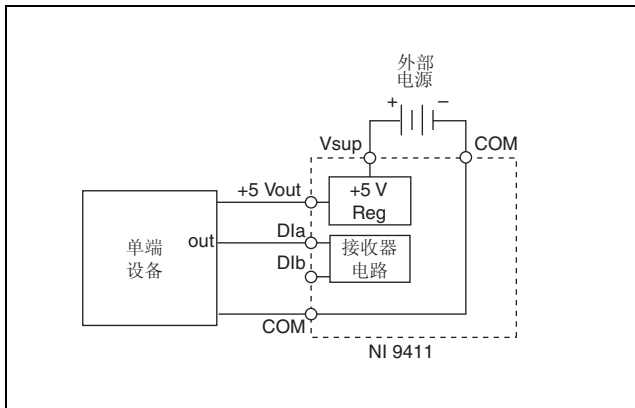 外部
电源
+ −
Vsup
COM
+5 Vout
+5 V
Reg
单端
设备
out
DIa
DIb
接收器
电路
COM
NI 9411